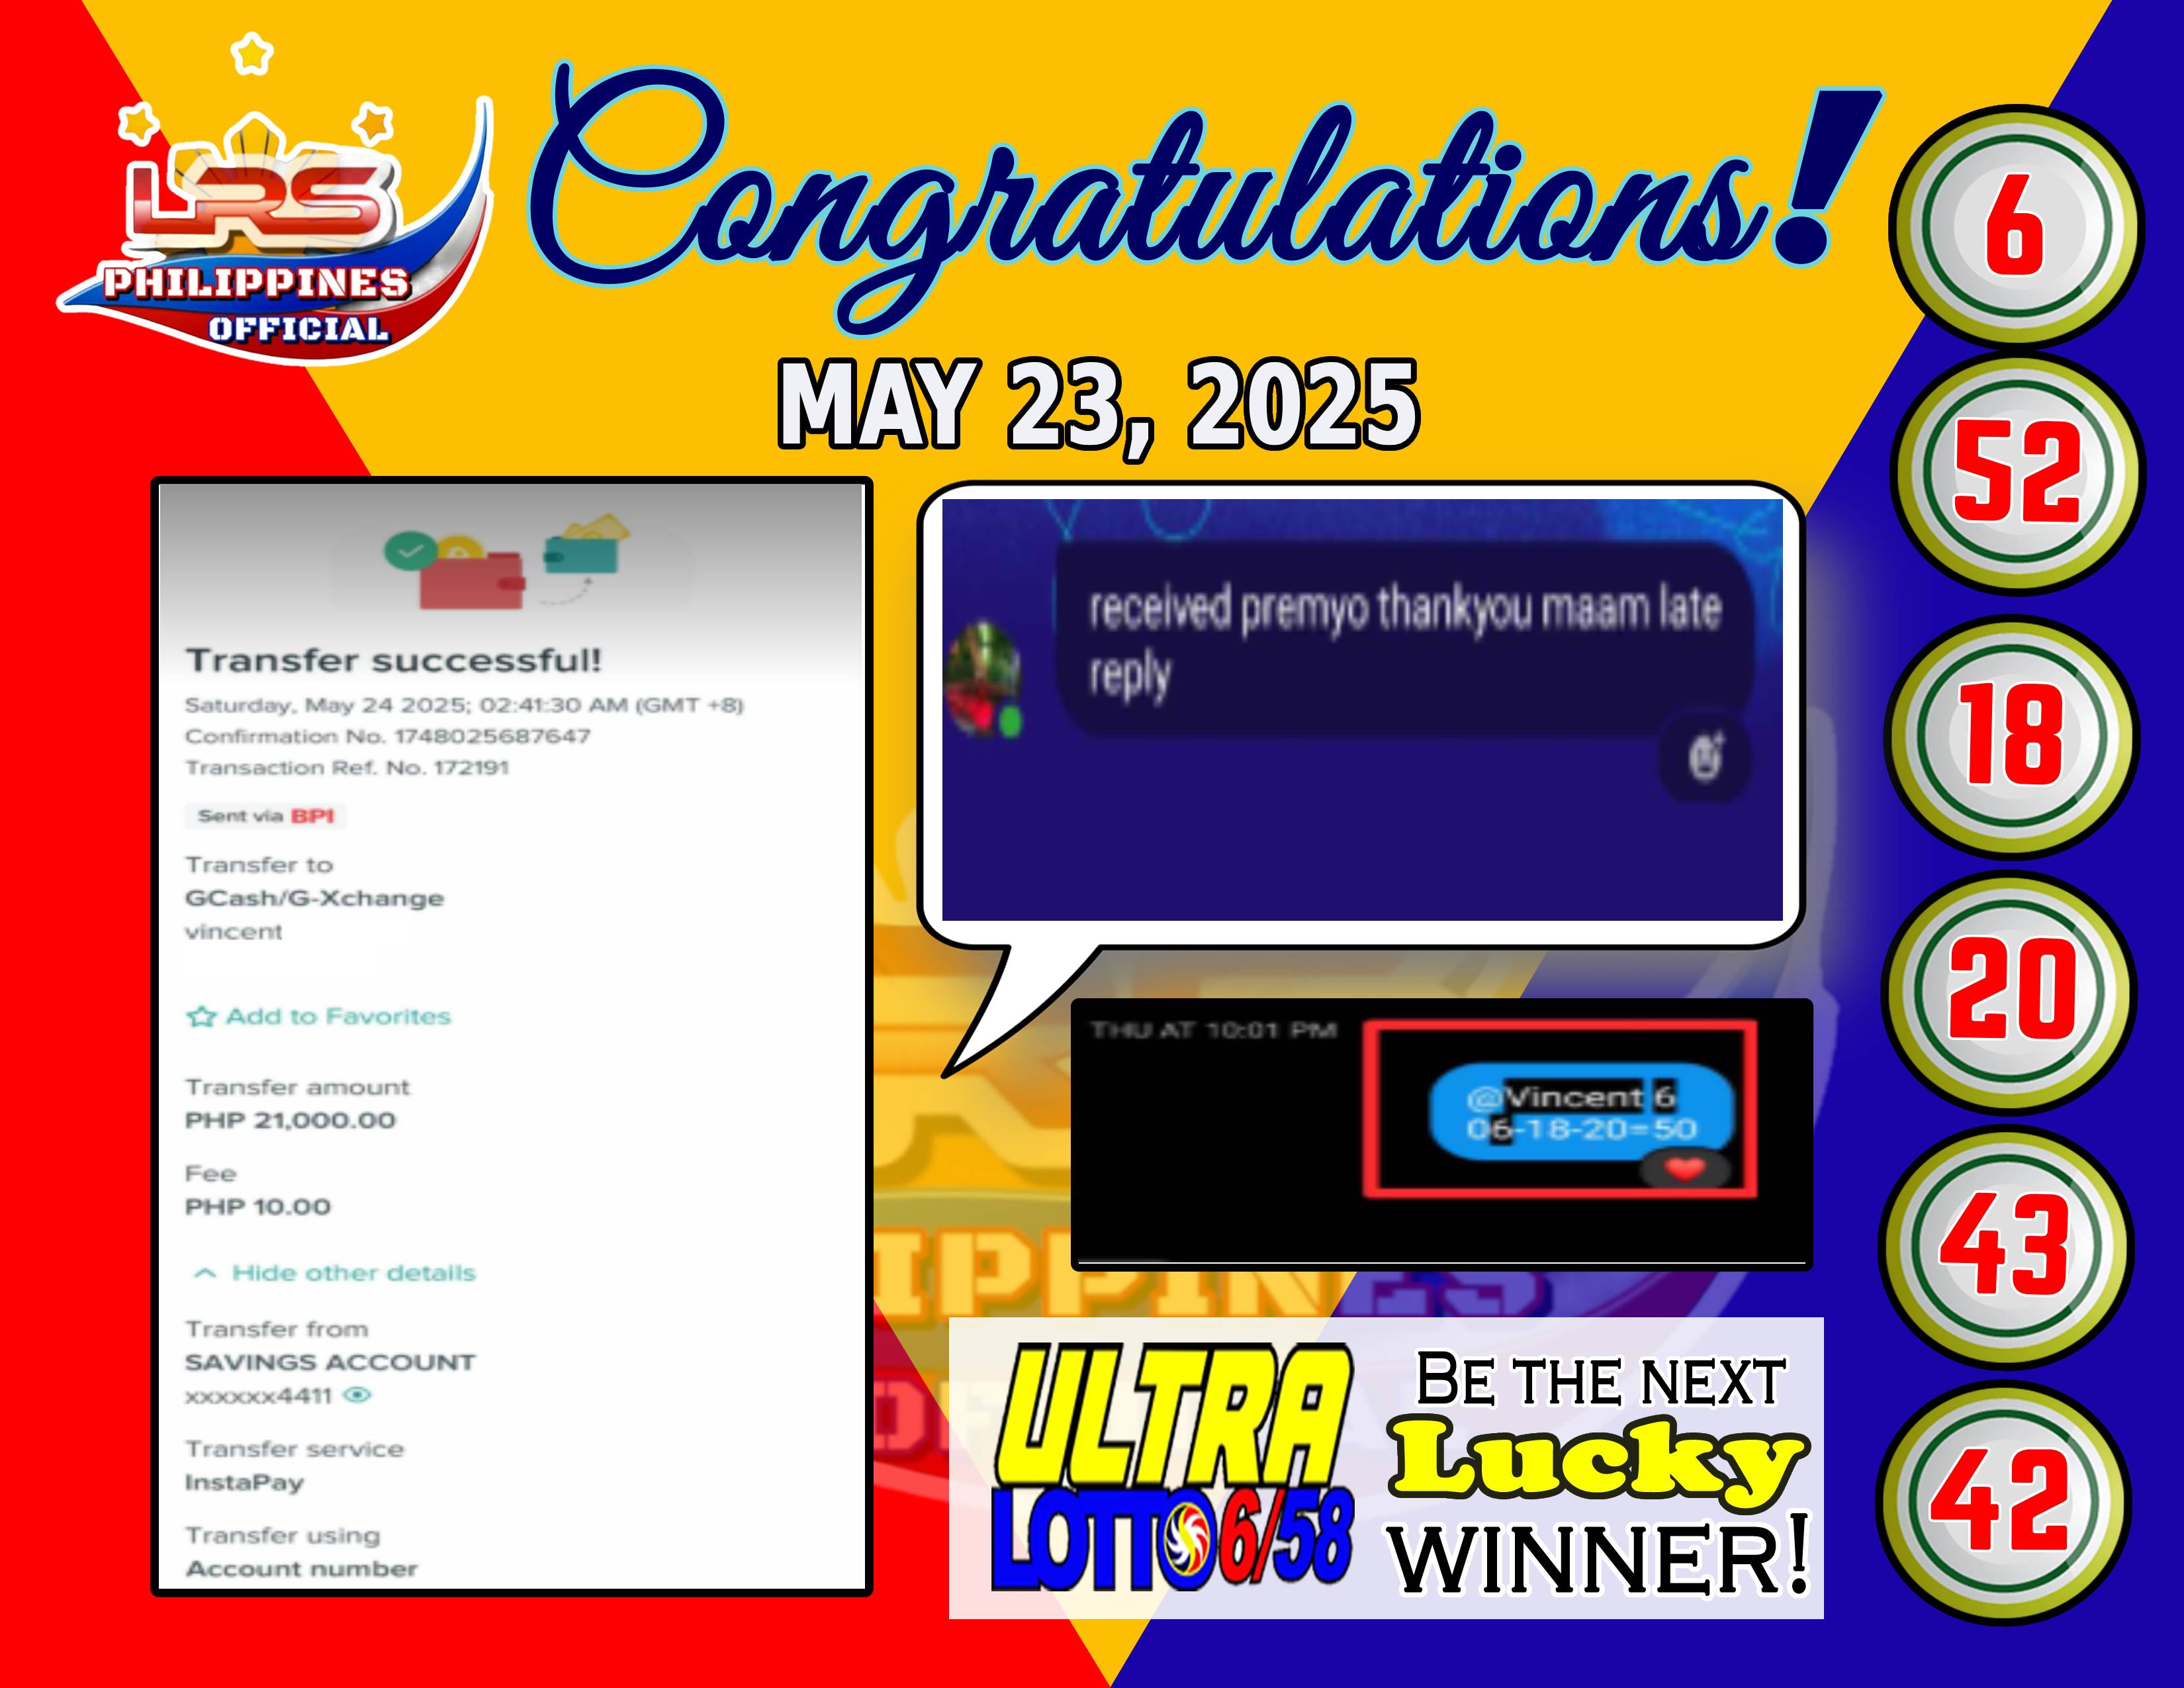 LRS
PHILIPPINES
OFFICIAL
Congratulations!
MAY 23, 2025
Transfer successful!
Saturday, May 24 2025; 02:41:30 AM (GMT +8)
Confirmation No. 1748025687647
Transaction Ref. No. 172191
Sent via BPI
Transfer to
GCash/G-Xchange
vincent
Add to Favorites
Transfer amount
PHP 21,000.00
Fee
PHP 10.00
Hide other details
Transfer from
SAVINGS ACCOUNT
xxxxxx4411
Transfer service
InstaPay
Transfer using
Account number
received premyo thankyou maam late
reply
THU AT 10:01 PM
@Vincent 6
06-18-20=50
ULTRA
LOTTO 6/58
BE THE NEXT
Lucky
WINNER!
6
52
18
20
43
42